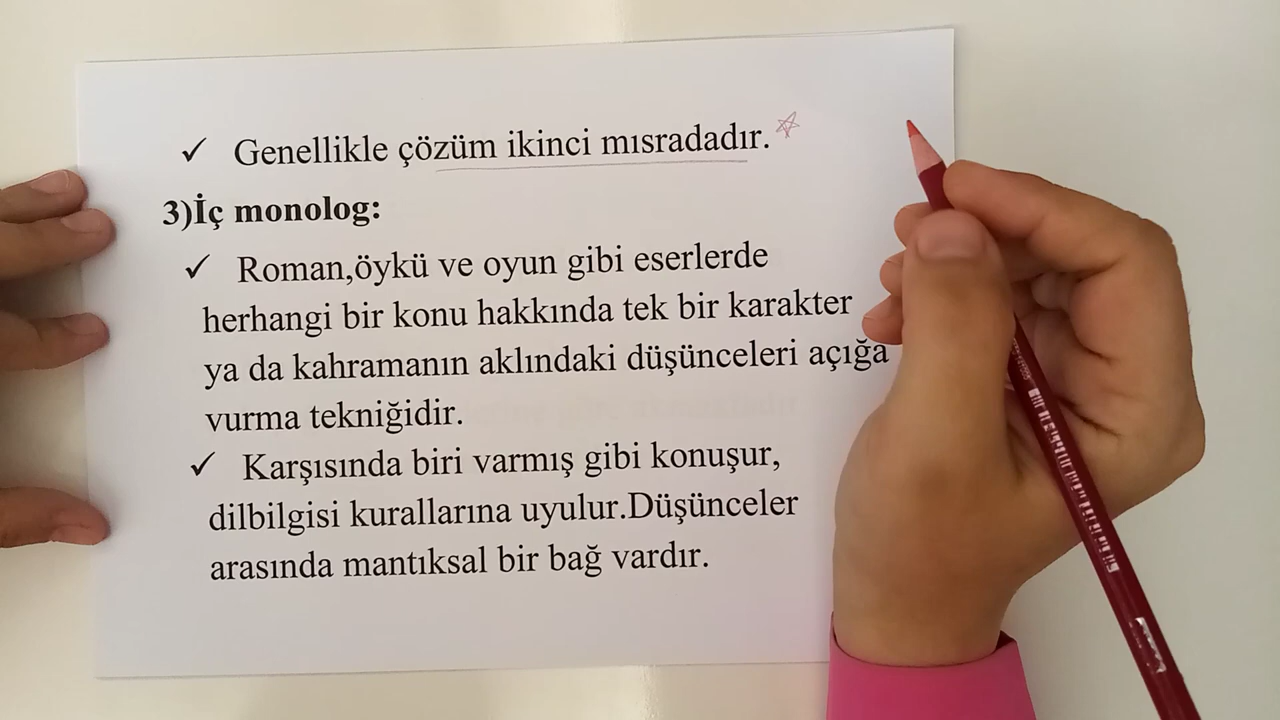 ✓ Genellikle çözüm ikinci mısradadır.
3)İç monolog:
✓ Roman,öykü ve oyun gibi eserlerde
herhangi bir konu hakkında tek bir karakter
ya da kahramanın aklındaki düşünceleri açığa
vurma tekniğidir.
✓ Karşısında biri varmış gibi konuşur,
dilbilgisi kurallarına uyulur.Düşünceler
arasında mantıksal bir bağ vardır.